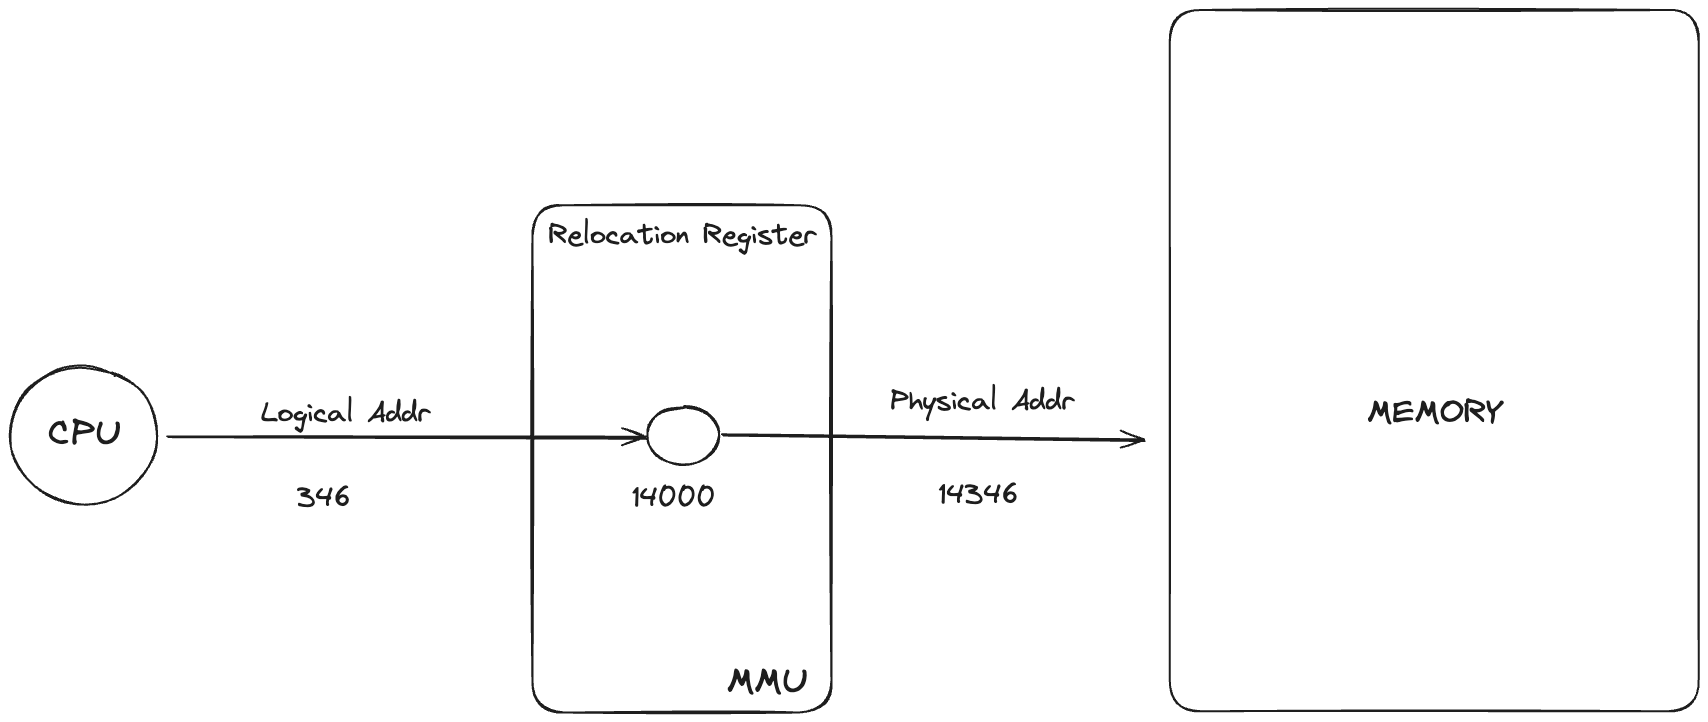 Relocation Register
CPU
Logical Addr
346
14000
Physical Addr
14346
MEMORY
MMU